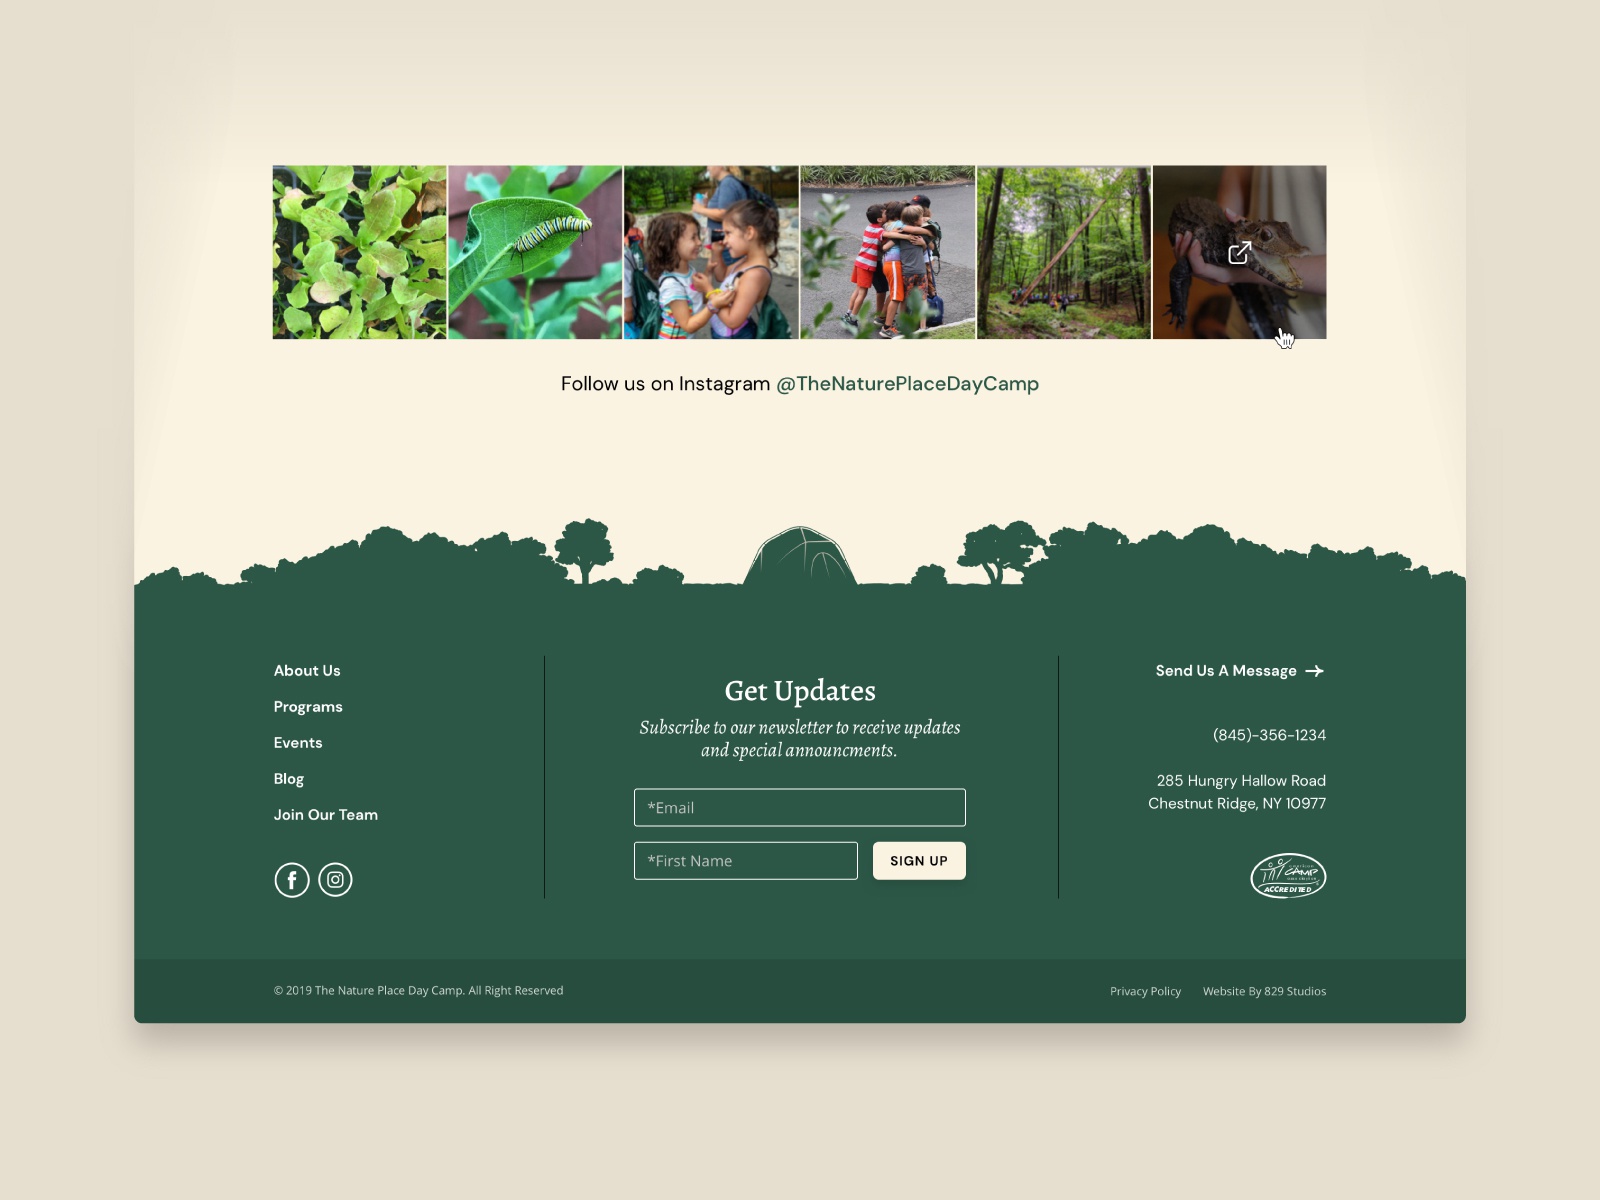 Follow us on Instagram @TheNaturePlaceDayCamp
About Us
Programs
Events
Blog
Join Our Team
Get Updates
Subscribe to our newsletter to receive updates
and special announcments.
*Email
*First Name
SIGN UP
Send Us A Message
(845)-356-1234
285 Hungry Hallow Road
Chestnut Ridge, NY 10977
CAMP
ACCREDITED
© 2019 The Nature Place Day Camp. All Right Reserved
Privacy Policy
Website By 829 Studios